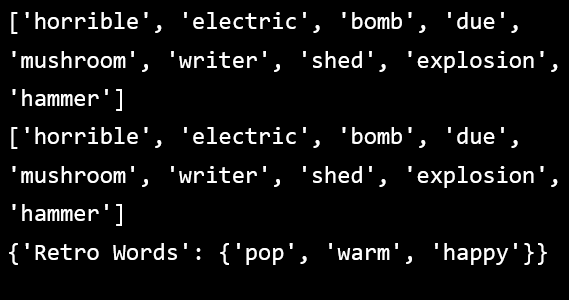 ['horrible', 'electric', 'bomb', 'due',
'mushroom', 'writer', 'shed', 'explosion',
'hammer']
['horrible', 'electric', 'bomb', 'due',
'mushroom', 'writer', 'shed', 'explosion',
'hammer']
{'Retro Words': {'pop', 'warm', 'happy'}}